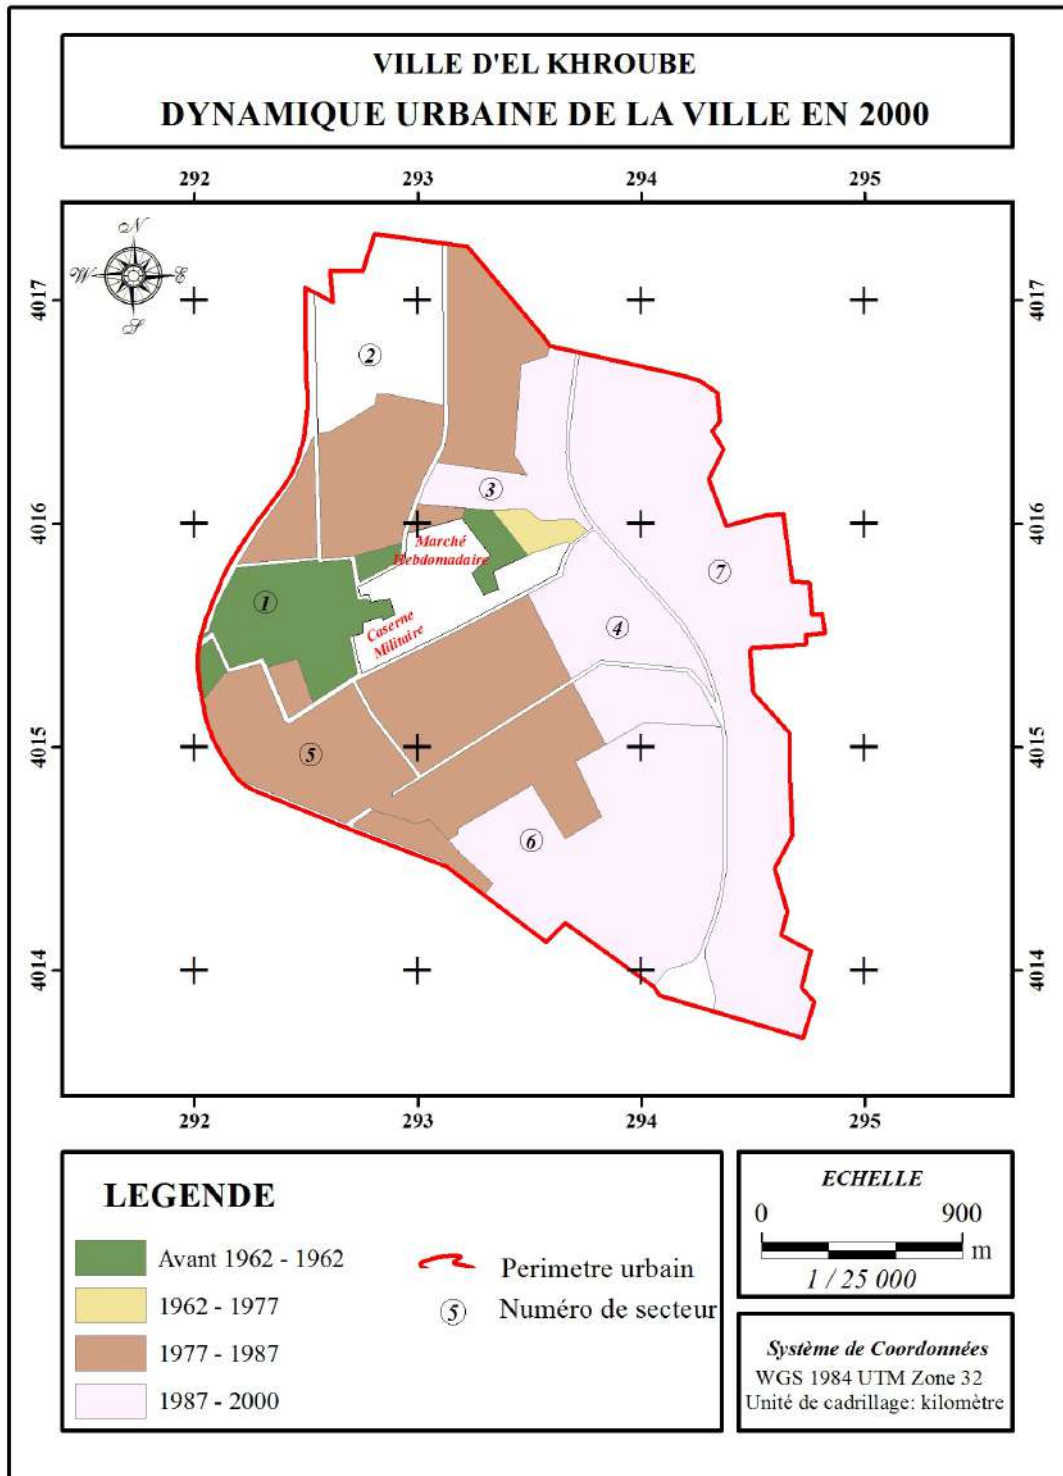 VILLE D'EL KHROUBE
DYNAMIQUE URBAINE DE LA VILLE EN 2000
292 293 294 295
N
W E
S
4017 4017
2
3
4016 4016
Marché
Hebdomadaire
7
1
4
Caserne
Militaire
4015 4015
5
6
4014 4014
292 293 294 295
LEGENDE
Avant 1962 - 1962
1962 - 1977
1977 - 1987
1987 - 2000
Perimetre urbain
5 Numéro de secteur
ECHELLE
0 900
m
1 / 25 000
Système de Coordonnées
WGS 1984 UTM Zone 32
Unité de cadrillage: kilomètre